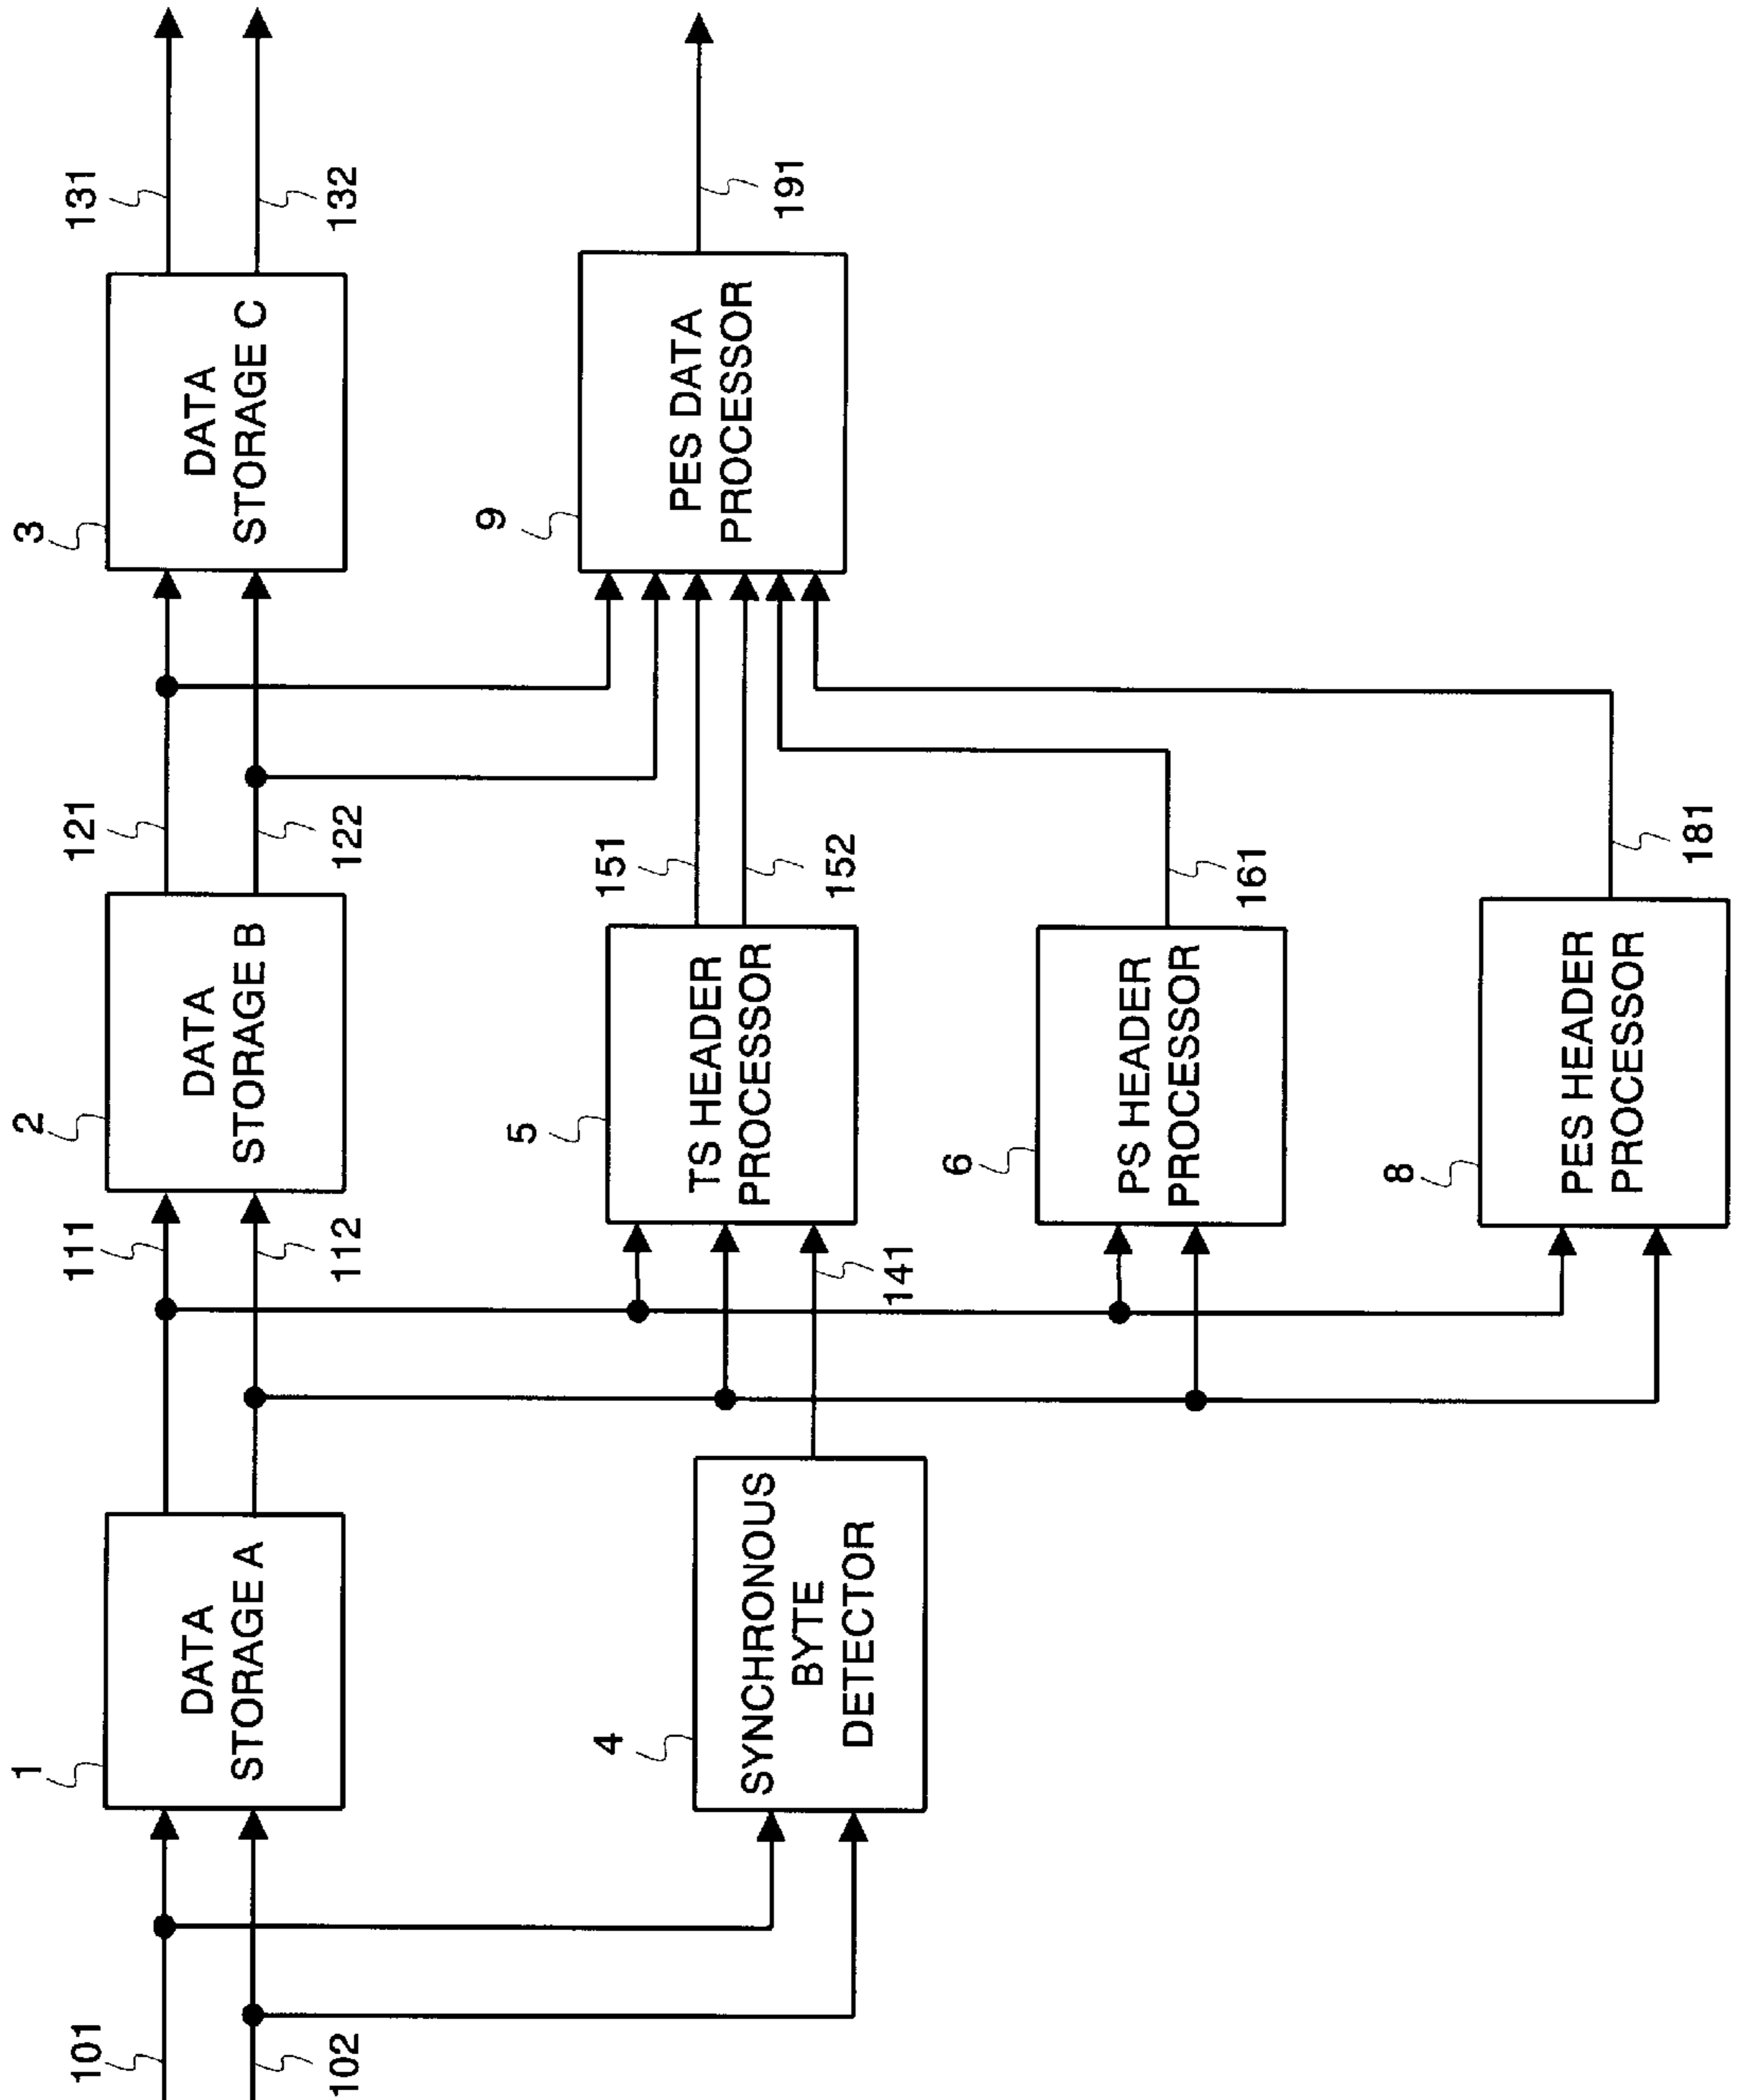 101
102
1
DATA
STORAGE A
111
112
2
DATA
STORAGE B
121
122
3
DATA
STORAGE C
131
132
4
SYNCHRONOUS
BYTE
DETECTOR
141
5
TS HEADER
PROCESSOR
151
152
9
PES DATA
PROCESSOR
191
6
PS HEADER
PROCESSOR
161
8
PES HEADER
PROCESSOR
181